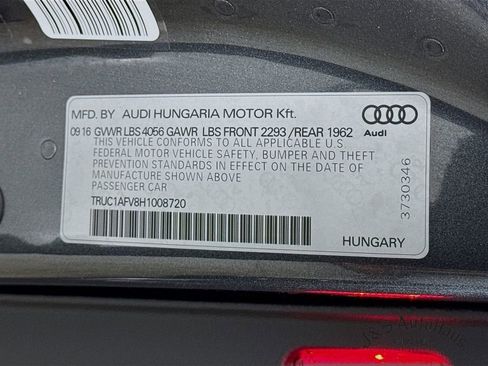 MFD. BY AUDI HUNGARIA MOTOR Kft.
09 16 GVWR LBS 4056 GAWR LBS FRONT 2293 /REAR 1962
THIS VEHICLE CONFORMS TO ALL APPLICABLE U.S.
FEDERAL MOTOR VEHICLE SAFETY, BUMPER AND THEFT
PREVENTION STANDARDS IN EFFECT ON THE DATE OF
MANUFACTURE SHOWN ABOVE.
PASSENGER CAR
TRUC1AFV8H1008720
Audi
3730346
HUNGARY
J&S AutoHaus